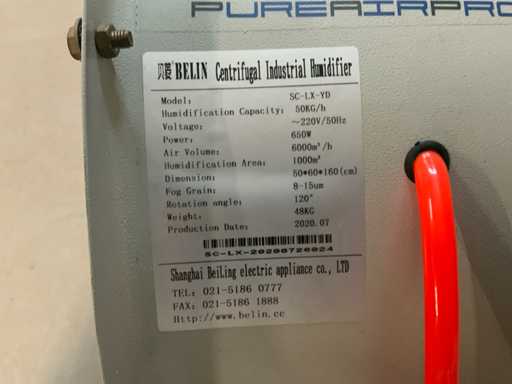 PUREAIRPRO
贝菱 BELIN Centrifugal Industrial Humidifier
Model: SC-LX-YD
Humidification Capacity: 50KG/h
Voltage: ～220V/50Hz
Power: 650W
Air Volume: 6000m³/h
Humidification Area: 1000m²
Dimension: 50*60*160(cm)
Fog Grain: 8-15um
Rotation angle: 120°
Weight: 48KG
Production Date: 2020.07
SC-LX-20200726024
Shanghai BeiLing electric appliance co., LTD
TEL: 021-5186 0777
FAX: 021-5186 1888
Http://www.belin.cc